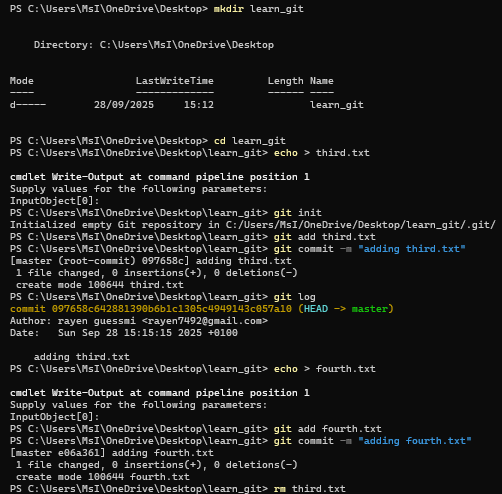 PS C:\Users\MsI\OneDrive\Desktop> mkdir learn_git
Directory: C:\Users\MsI\OneDrive\Desktop
Mode                 LastWriteTime         Length Name
----                 -------------         ------ ----
d-----        28/09/2025     15:12                learn_git
PS C:\Users\MsI\OneDrive\Desktop> cd learn_git
PS C:\Users\MsI\OneDrive\Desktop\learn_git> echo > third.txt
cmdlet Write-Output at command pipeline position 1
Supply values for the following parameters:
InputObject[0]:
PS C:\Users\MsI\OneDrive\Desktop\learn_git> git init
Initialized empty Git repository in C:/Users/MsI/OneDrive/Desktop/learn_git/.git/
PS C:\Users\MsI\OneDrive\Desktop\learn_git> git add third.txt
PS C:\Users\MsI\OneDrive\Desktop\learn_git> git commit -m "adding third.txt"
[master (root-commit) 097658c] adding third.txt
 1 file changed, 0 insertions(+), 0 deletions(-)
 create mode 100644 third.txt
PS C:\Users\MsI\OneDrive\Desktop\learn_git> git log
commit 097658c642881390b6b1c1305c4949143c057a10 (HEAD -> master)
Author: rayen guessmi <rayen7492@gmail.com>
Date:   Sun Sep 28 15:15:15 2025 +0100
    adding third.txt
PS C:\Users\MsI\OneDrive\Desktop\learn_git> echo > fourth.txt
cmdlet Write-Output at command pipeline position 1
Supply values for the following parameters:
InputObject[0]:
PS C:\Users\MsI\OneDrive\Desktop\learn_git> git add fourth.txt
PS C:\Users\MsI\OneDrive\Desktop\learn_git> git commit -m "adding fourth.txt"
[master e06a361] adding fourth.txt
 1 file changed, 0 insertions(+), 0 deletions(-)
 create mode 100644 fourth.txt
PS C:\Users\MsI\OneDrive\Desktop\learn_git> rm third.txt